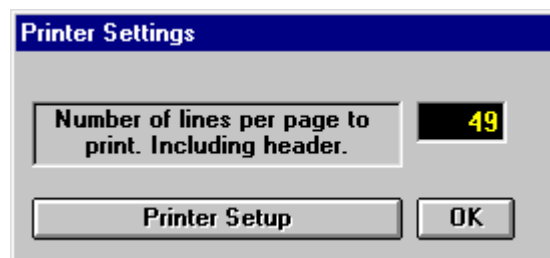 Printer Settings
Number of lines per page to
print. Including header.
49
Printer Setup
OK